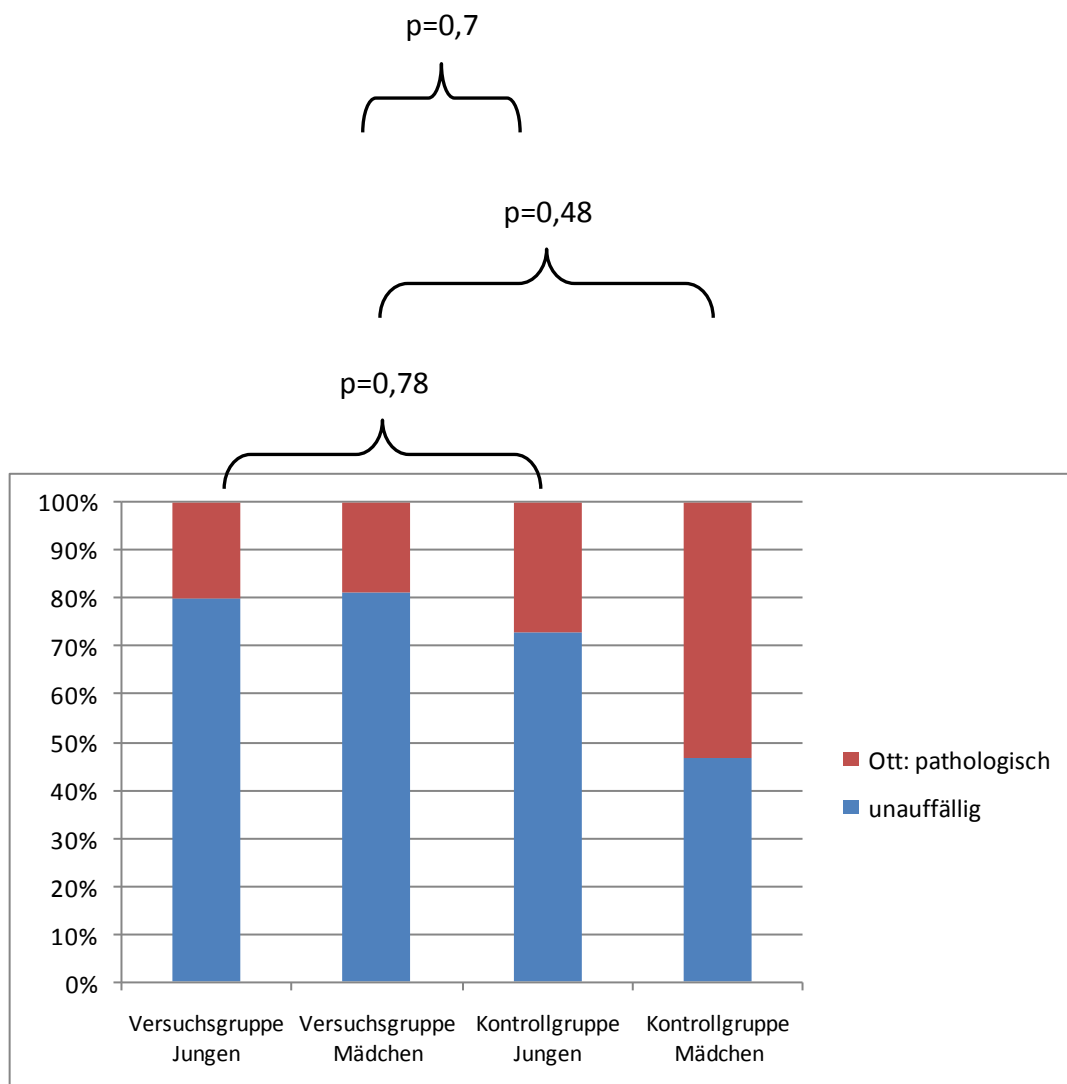 p=0,7
p=0,48
p=0,78
100%
90%
80%
70%
60%
50%
40%
30%
20%
10%
0%
Ott: pathologisch
unauffällig
Versuchsgruppe
Jungen
Versuchsgruppe
Mädchen
Kontrollgruppe
Jungen
Kontrollgruppe
Mädchen